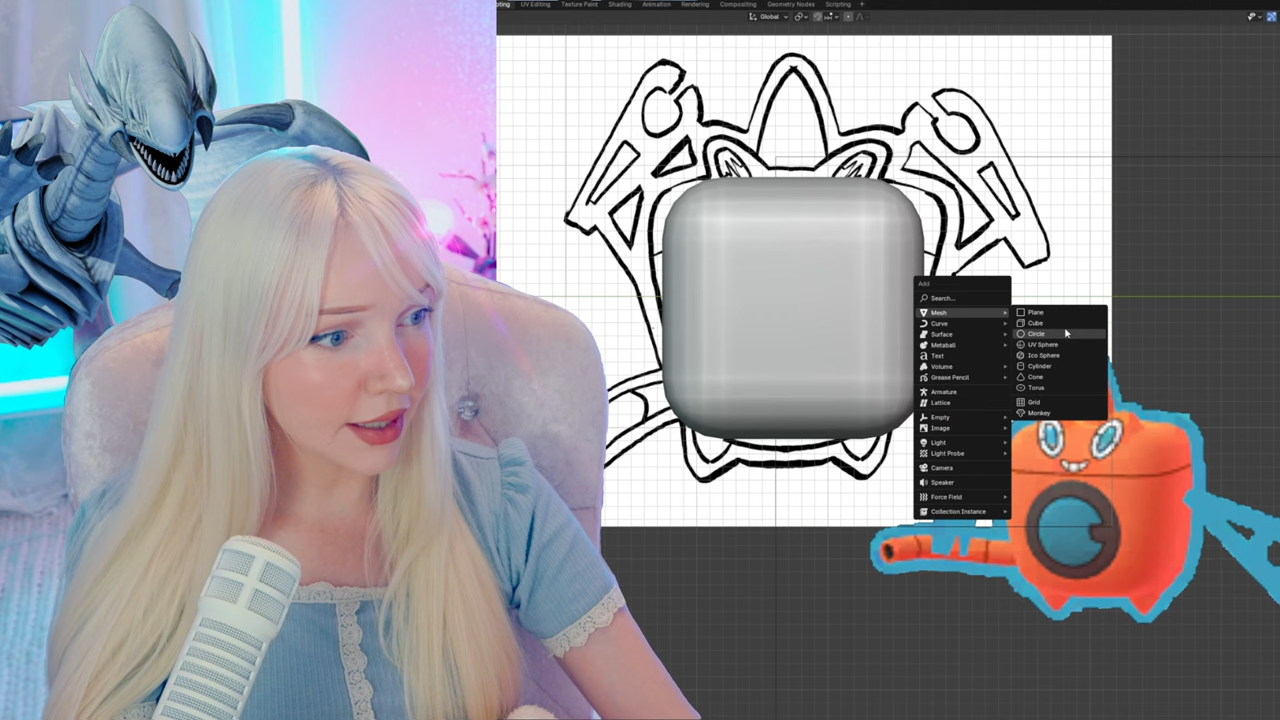 oting UV Editing Texture Paint Shading Animation Rendering Compositing Geometry Nodes Scripting +
Global
Add
Search...
Mesh
Curve
Surface
Metaball
Text
Volume
Grease Pencil
Armature
Lattice
Empty
Image
Light
Light Probe
Camera
Speaker
Force Field
Collection Instance
Plane
Cube
Circle
UV Sphere
Ico Sphere
Cylinder
Cone
Torus
Grid
Monkey